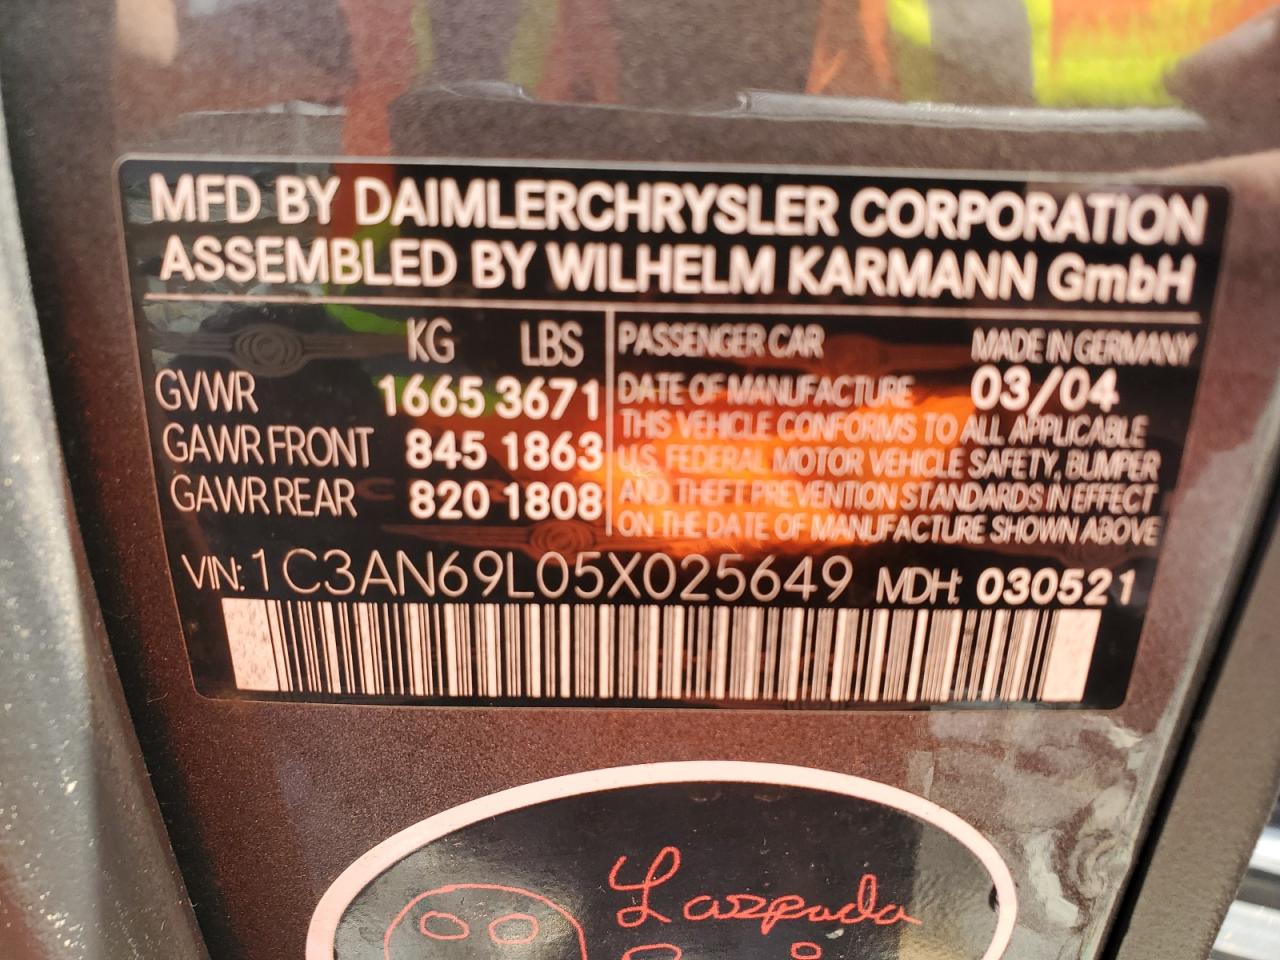 MFD BY DAIMLERCHRYSLER CORPORATION
ASSEMBLED BY WILHELM KARMANN GmbH
KG LBS
GVWR 1665 3671
GAWR FRONT 845 1863
GAWR REAR 820 1808
PASSENGER CAR MADE IN GERMANY
DATE OF MANUFACTURE 03/04
THIS VEHICLE CONFORMS TO ALL APPLICABLE
U.S. FEDERAL MOTOR VEHICLE SAFETY, BUMPER
AND THEFT PREVENTION STANDARDS IN EFFECT
ON THE DATE OF MANUFACTURE SHOWN ABOVE
VIN: 1C3AN69L05X025649 MDH: 030521